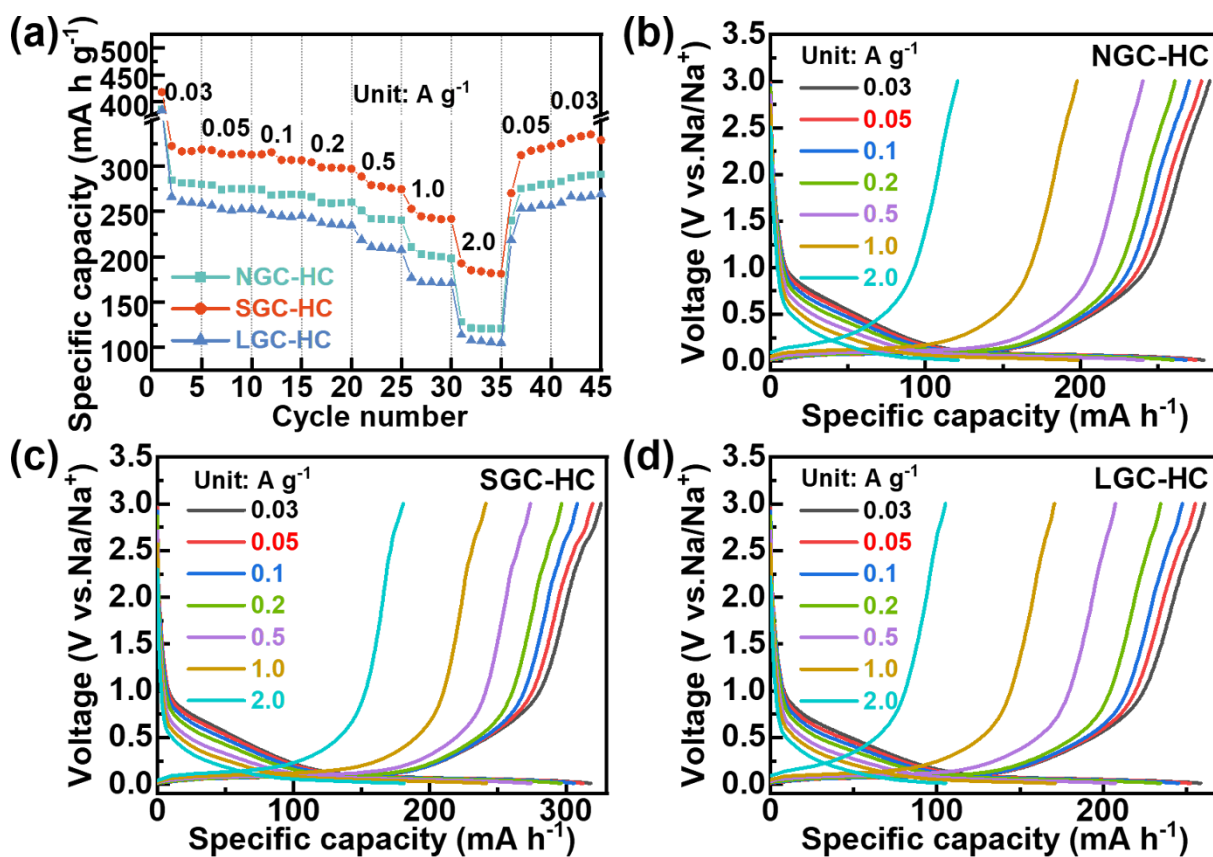 (a)
Specific capacity (mA h g⁻¹)
500
450
400
300
250
200
150
100
0.03
0.05
0.1
0.2
Unit: A g⁻¹
0.5
1.0
2.0
0.05
0.03
NGC-HC
SGC-HC
LGC-HC
0 5 10 15 20 25 30 35 40 45
Cycle number
(b)
Voltage (V vs.Na/Na⁺)
3.5
3.0
2.5
2.0
1.5
1.0
0.5
0.0
Unit: A g⁻¹
NGC-HC
0.03
0.05
0.1
0.2
0.5
1.0
2.0
0 100 200
Specific capacity (mA h⁻¹)
(c)
Voltage (V vs.Na/Na⁺)
3.5
3.0
2.5
2.0
1.5
1.0
0.5
0.0
Unit: A g⁻¹
SGC-HC
0.03
0.05
0.1
0.2
0.5
1.0
2.0
0 100 200 300
Specific capacity (mA h⁻¹)
(d)
Voltage (V vs.Na/Na⁺)
3.5
3.0
2.5
2.0
1.5
1.0
0.5
0.0
Unit: A g⁻¹
LGC-HC
0.03
0.05
0.1
0.2
0.5
1.0
2.0
0 100 200
Specific capacity (mA h⁻¹)